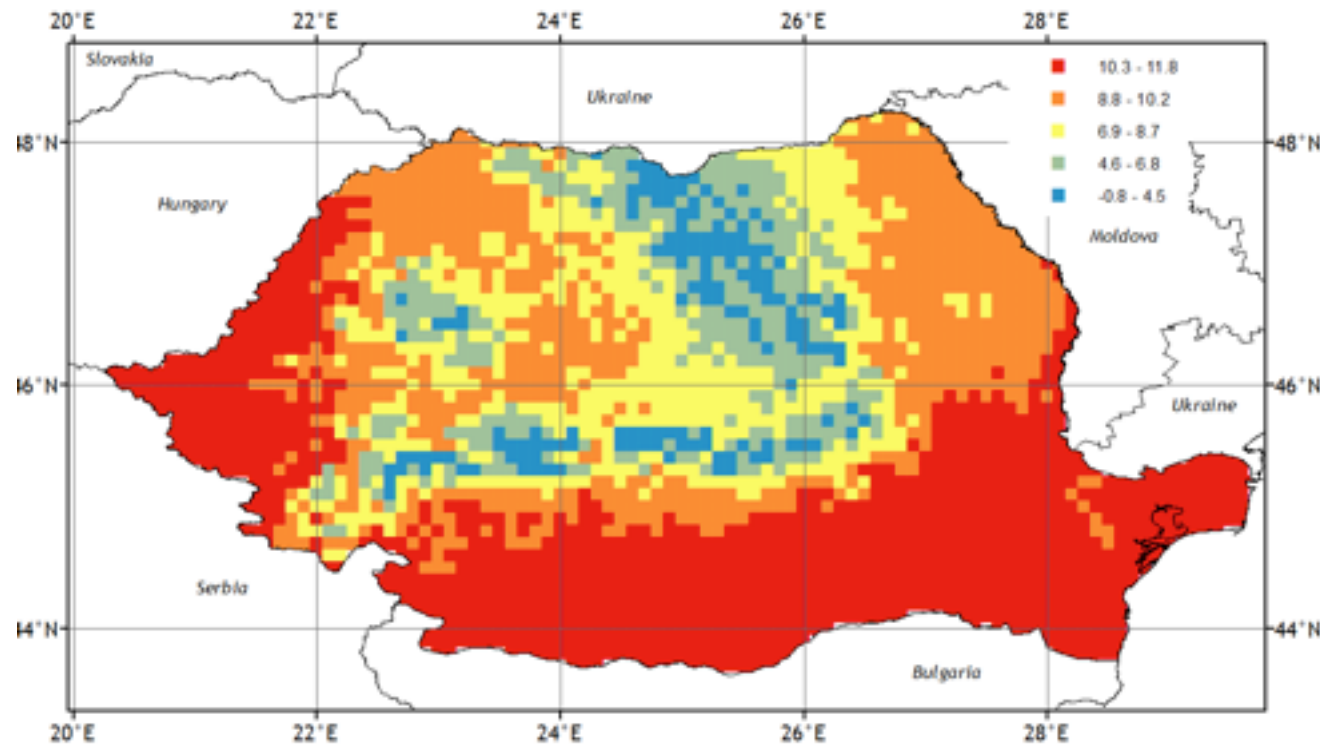 20°E 22°E 24°E 26°E 28°E
Slovakia
10.3 - 11.8
Ukraine
8.8 - 10.2
6.9 - 8.7
48°N 48°N
4.6 - 6.8
-0.8 - 4.5
Hungary
Moldova
46°N 46°N
Ukraine
Serbia
44°N 44°N
Bulgaria
20°E 22°E 24°E 26°E 28°E